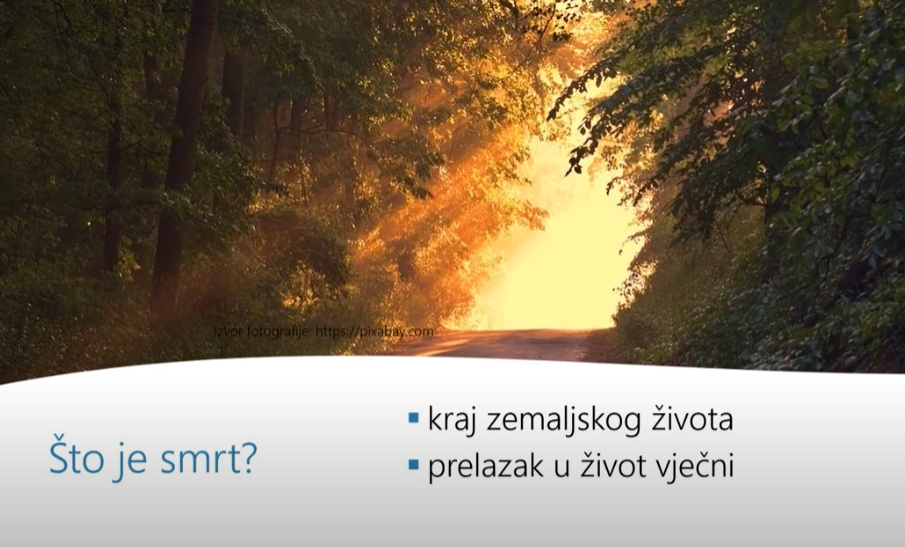 Izvor fotografije: https://pixabay.com
Što je smrt?
▪ kraj zemaljskog života
▪ prelazak u život vječni